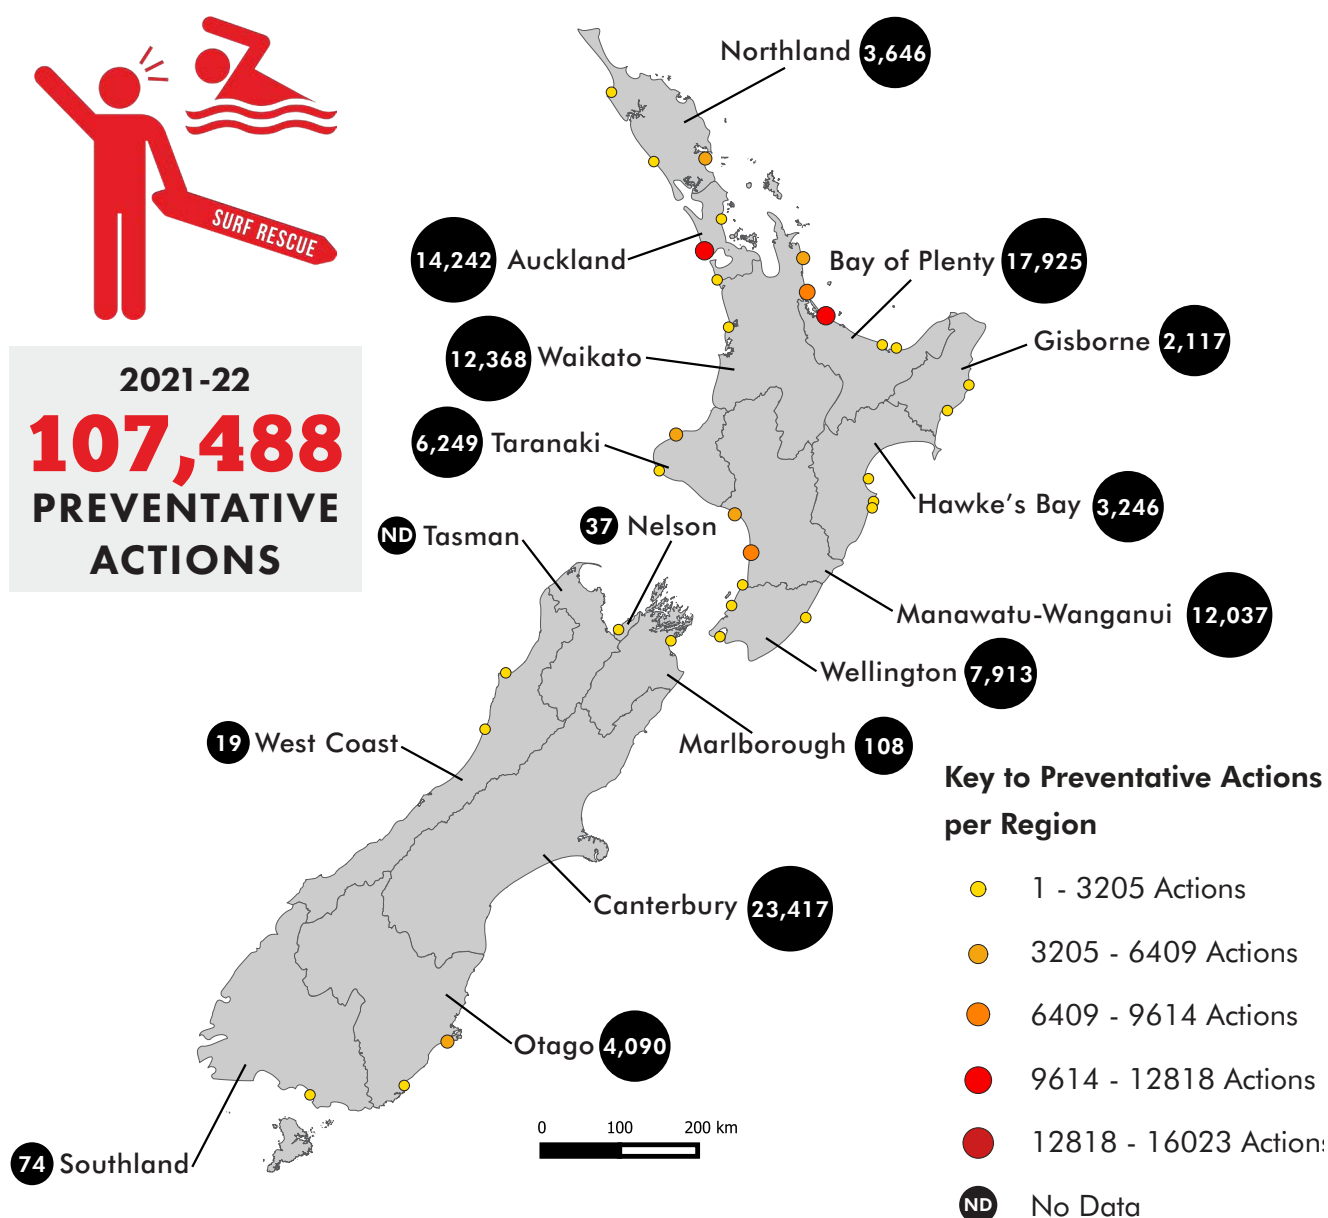 SURF RESCUE
2021-22
107,488
PREVENTATIVE
ACTIONS
Northland 3,646
14,242 Auckland
Bay of Plenty 17,925
Gisborne 2,117
12,368 Waikato
6,249 Taranaki
Hawke's Bay 3,246
ND Tasman
37 Nelson
Manawatu-Wanganui 12,037
Wellington 7,913
19 West Coast
Marlborough 108
Canterbury 23,417
Otago 4,090
74 Southland
0 100 200 km
Key to Preventative Actions
per Region
1 - 3205 Actions
3205 - 6409 Actions
6409 - 9614 Actions
9614 - 12818 Actions
12818 - 16023 Actions
ND No Data